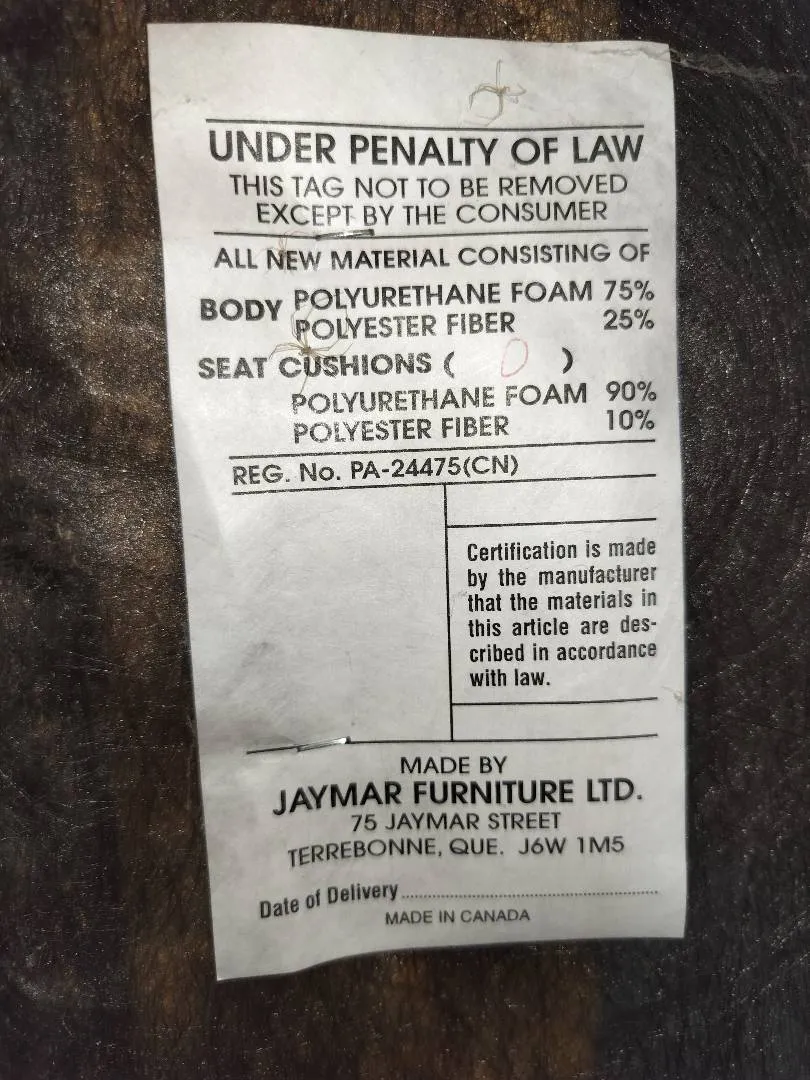 UNDER PENALTY OF LAW
THIS TAG NOT TO BE REMOVED
EXCEPT BY THE CONSUMER
ALL NEW MATERIAL CONSISTING OF
BODY POLYURETHANE FOAM 75%
POLYESTER FIBER 25%
SEAT CUSHIONS ( 0 )
POLYURETHANE FOAM 90%
POLYESTER FIBER 10%
REG. No. PA-24475(CN)
Certification is made
by the manufacturer
that the materials in
this article are des-
cribed in accordance
with law.
MADE BY
JAYMAR FURNITURE LTD.
75 JAYMAR STREET
TERREBONNE, QUE. J6W 1M5
Date of Delivery..............................
MADE IN CANADA